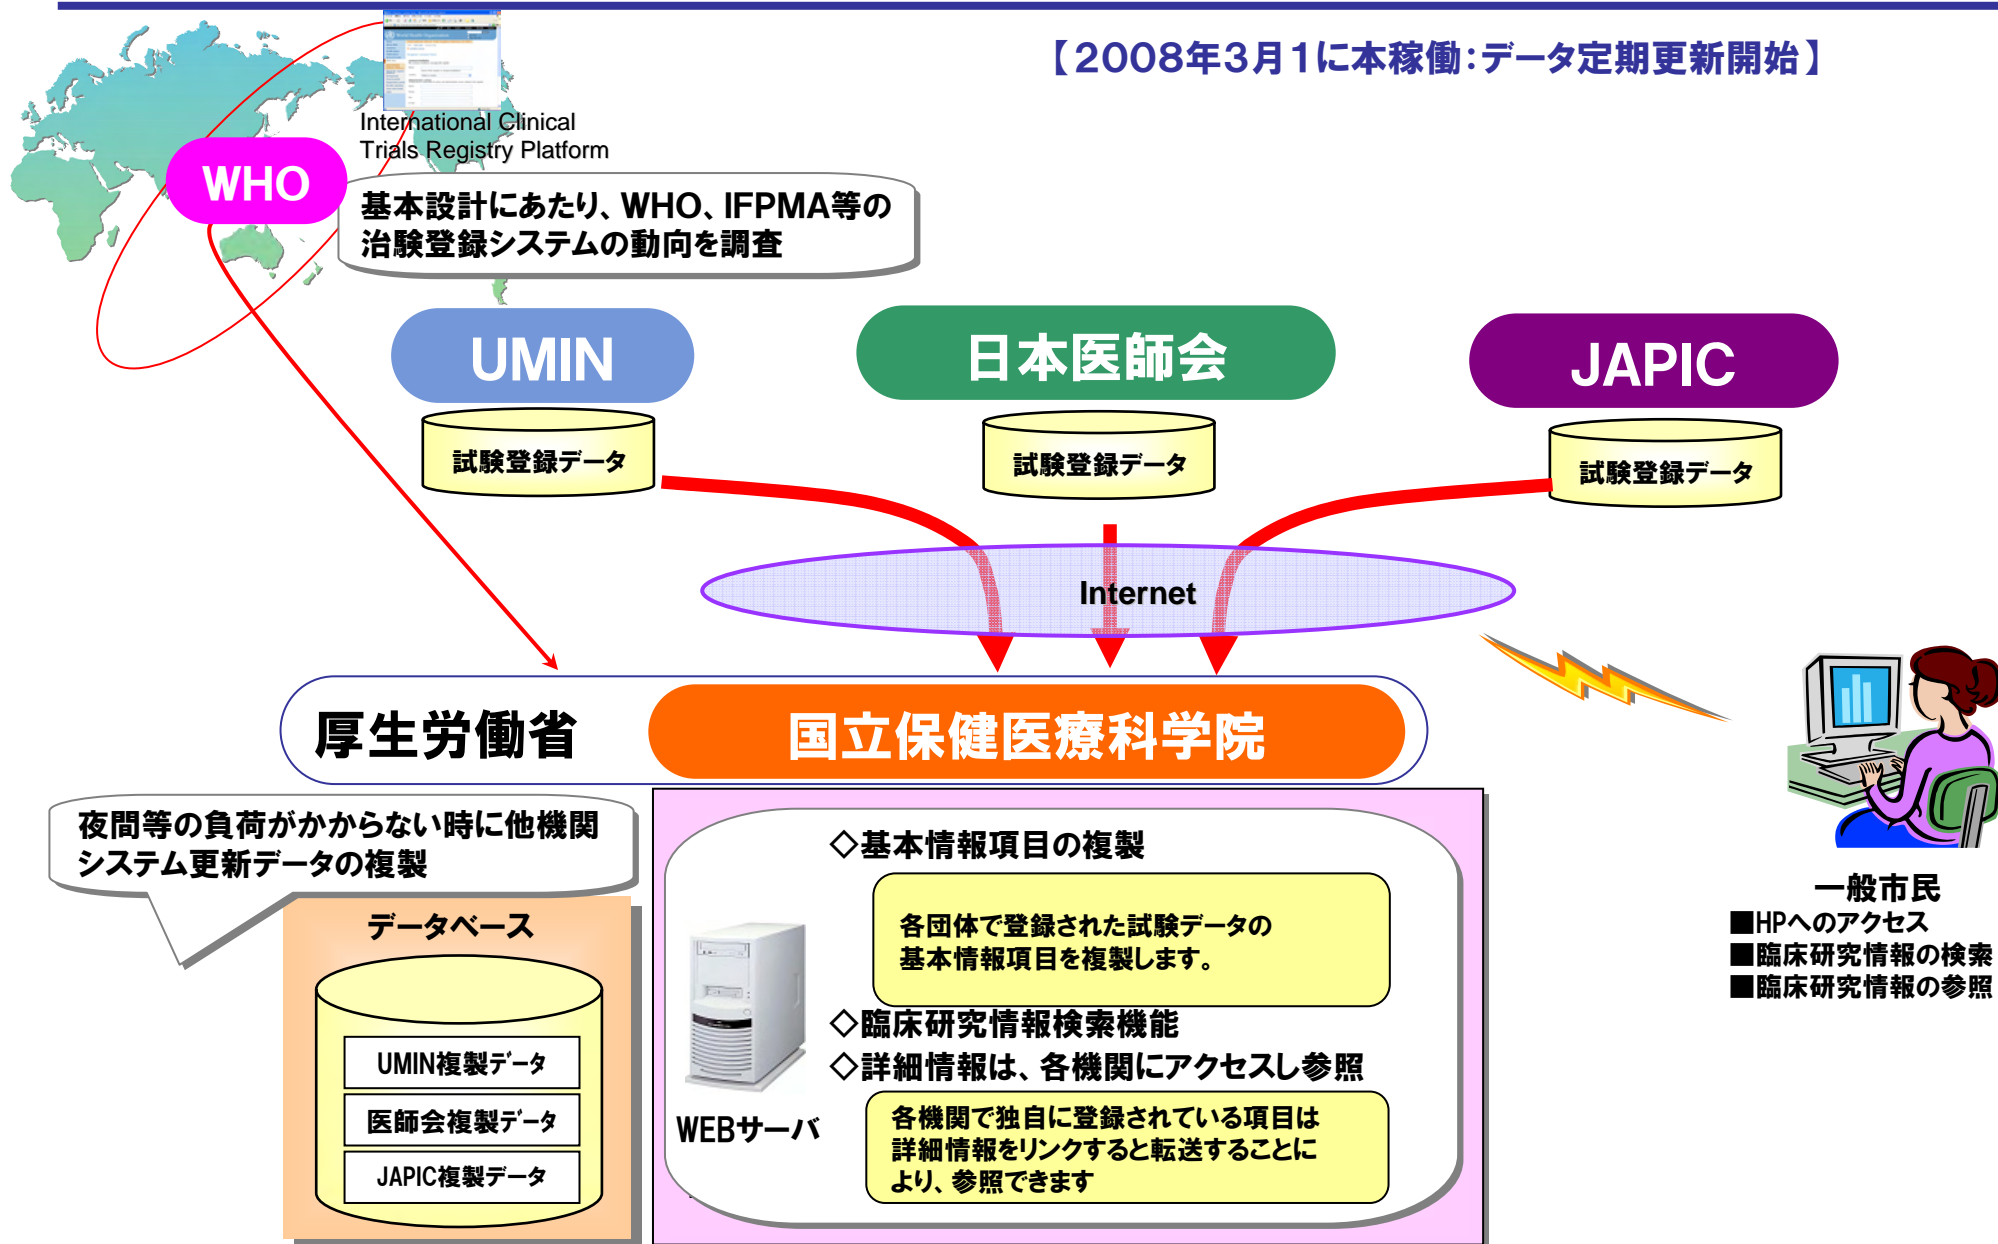 【2008年3月1に本稼働：データ定期更新開始】
International Clinical
Trials Registry Platform
WHO
基本設計にあたり、WHO、IFPMA等の
治験登録システムの動向を調査
UMIN
日本医師会
JAPIC
試験登録データ
試験登録データ
試験登録データ
Internet
厚生労働省
国立保健医療科学院
夜間等の負荷がかからない時に他機関
システム更新データの複製
データベース
UMIN複製データ
医師会複製データ
JAPIC複製データ
WEBサーバ
◇基本情報項目の複製
各団体で登録された試験データの
基本情報項目を複製します。
◇臨床研究情報検索機能
◇詳細情報は、各機関にアクセスし参照
各機関で独自に登録されている項目は
詳細情報をリンクすると転送することに
より、参照できます
一般市民
■HPへのアクセス
■臨床研究情報の検索
■臨床研究情報の参照